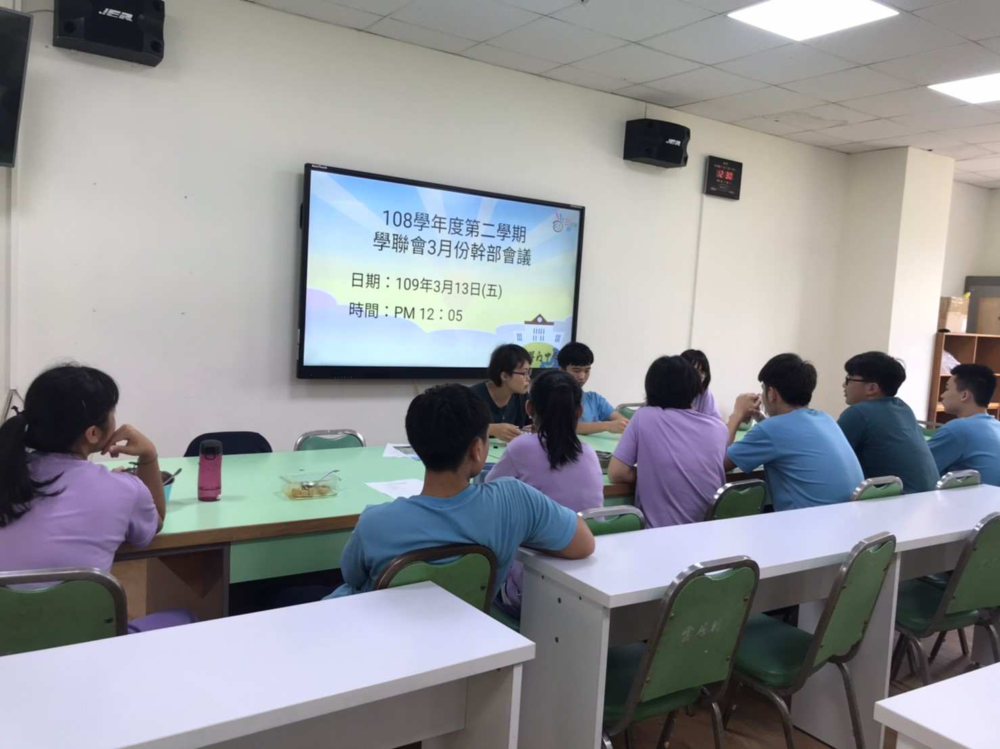 JER
JER
12 30
AceTouch
108學年度第二學期
學聯會3月份幹部會議
日期：109年3月13日(五)
時間：PM 12：05